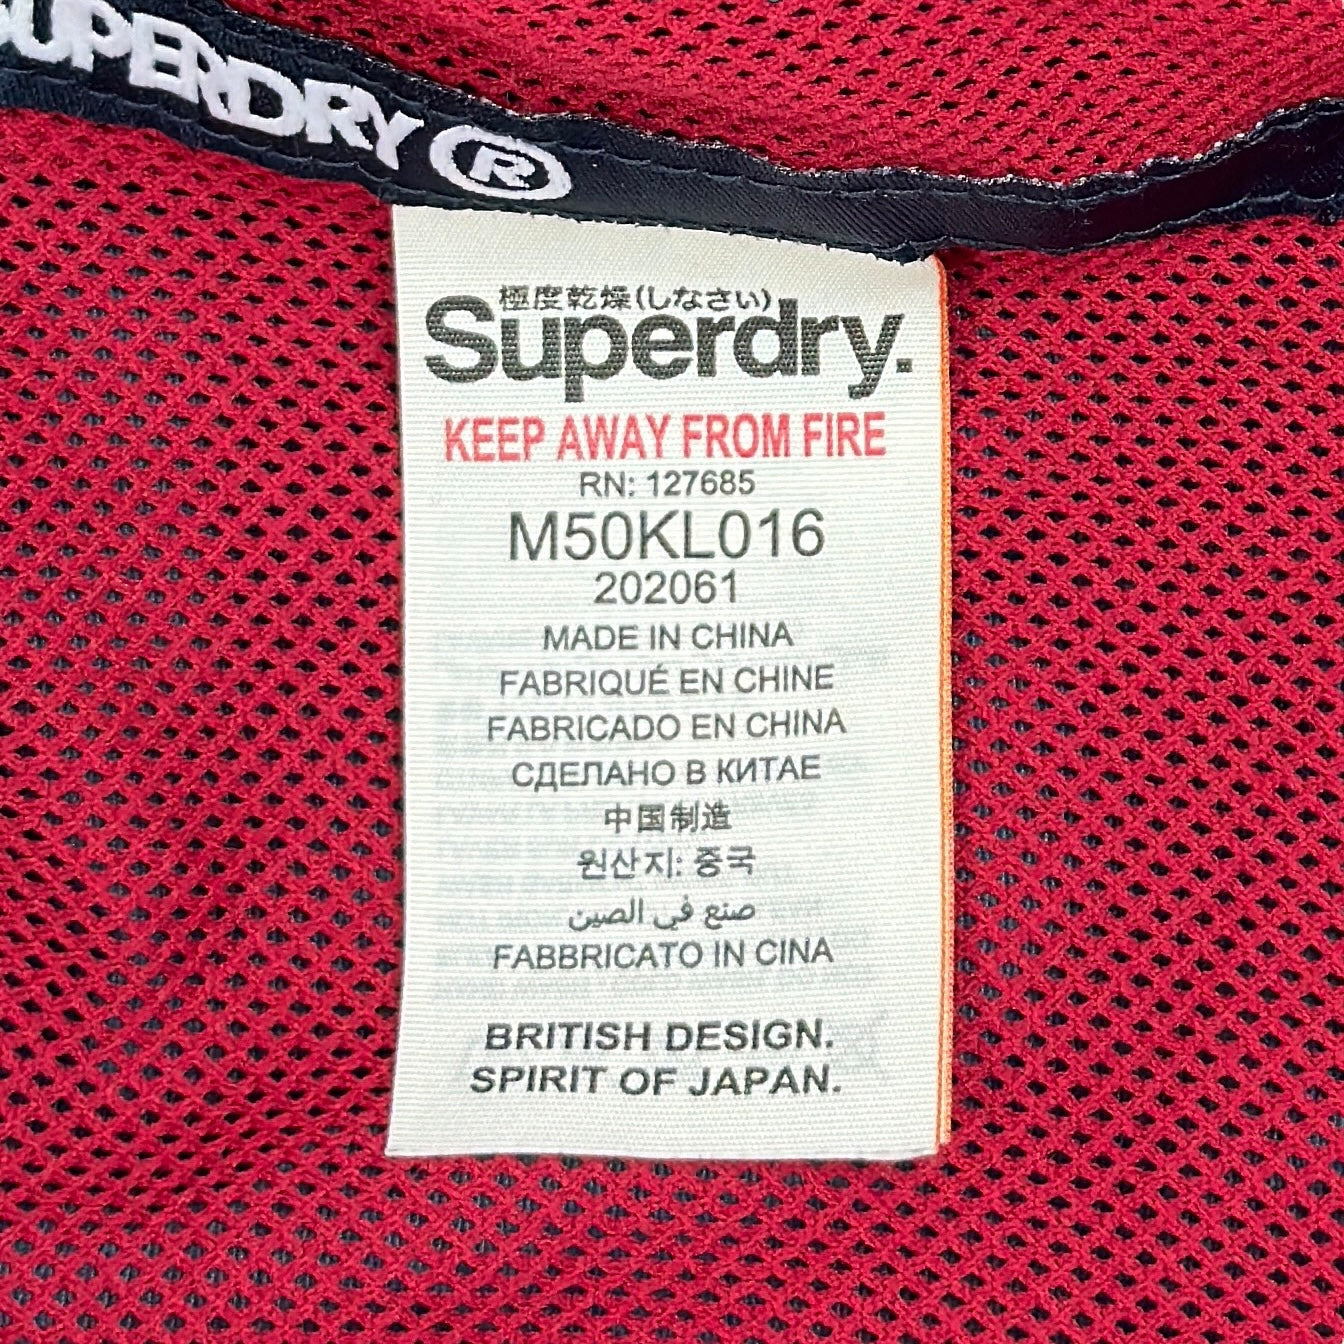 SUPERDRY ®
極度乾燥(しなさい)
Superdry.
KEEP AWAY FROM FIRE
RN: 127685
M50KL016
202061
MADE IN CHINA
FABRIQUÉ EN CHINE
FABRICADO EN CHINA
СДЕЛАНО В КИТАЕ
中国制造
원산지: 중국
صنع في الصين
FABBRICATO IN CINA
BRITISH DESIGN.
SPIRIT OF JAPAN.